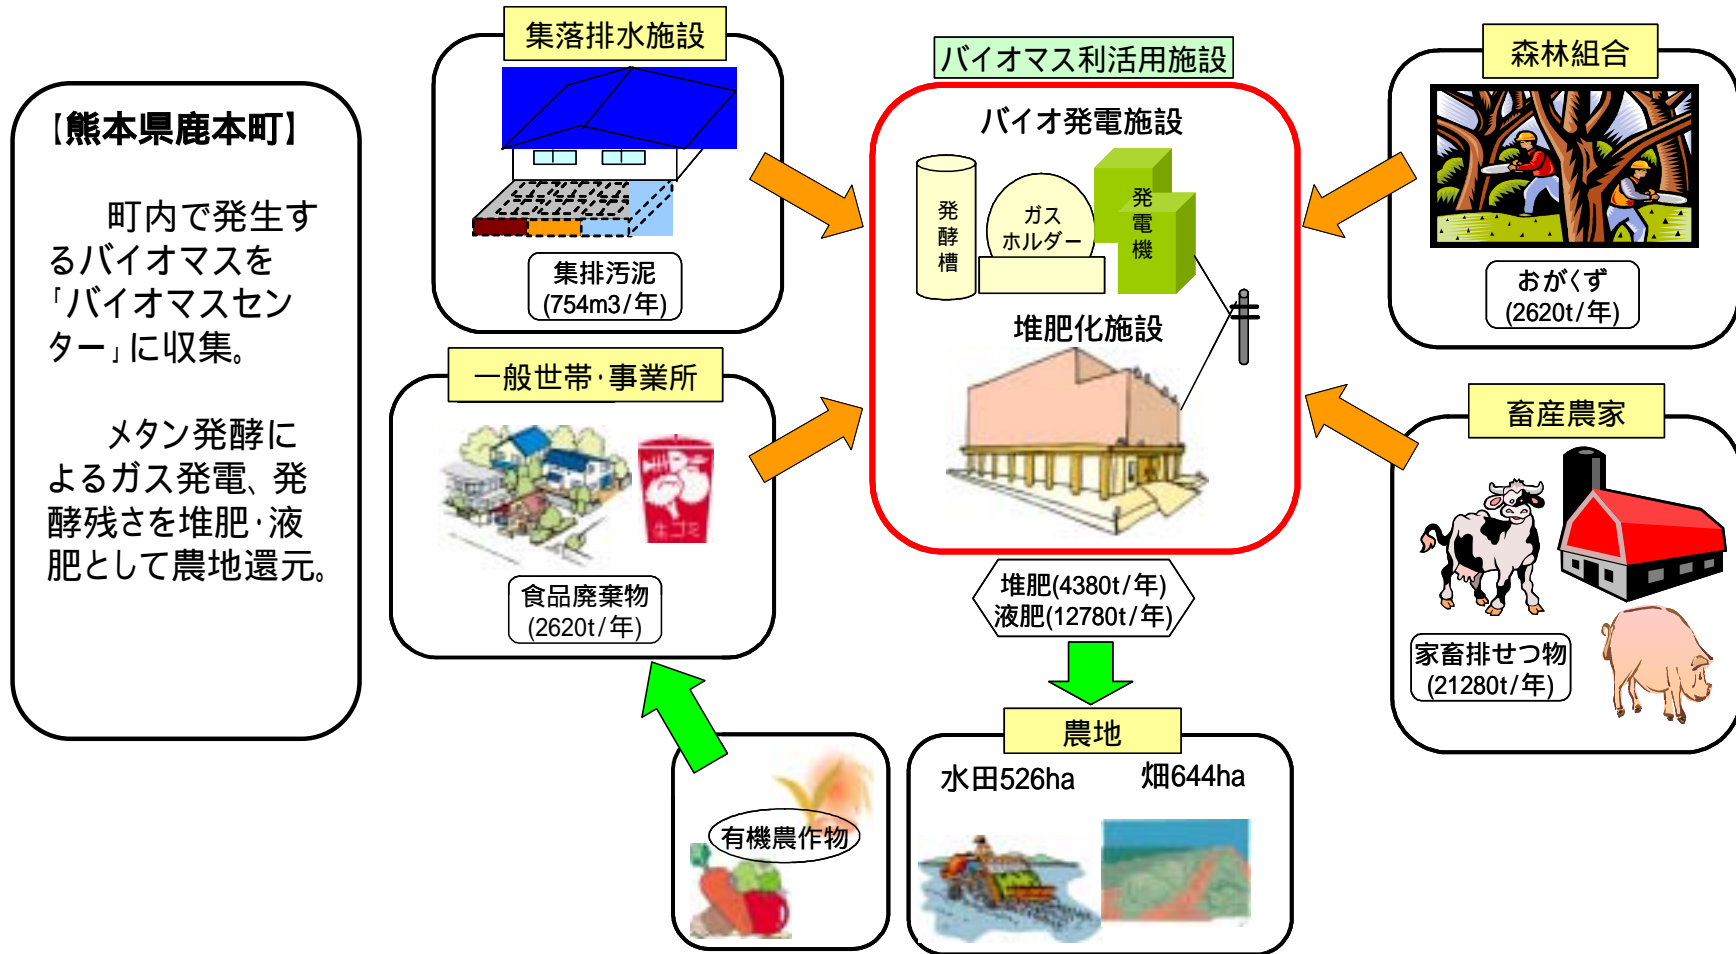 【熊本県鹿本町】
町内で発生す
るバイオマスを
「バイオマスセン
ター」に収集。
メタン発酵に
よるガス発電、発
酵残さを堆肥・液
肥として農地還元。
集落排水施設
集排汚泥
(754m3/年)
一般世帯・事業所
生ゴミ
食品廃棄物
(2620t/年)
バイオマス利活用施設
バイオ発電施設
発酵槽
ガス
ホルダー
発電機
堆肥化施設
堆肥(4380t/年)
液肥(12780t/年)
森林組合
おがくず
(2620t/年)
畜産農家
家畜排せつ物
(21280t/年)
有機農作物
農地
水田526ha
畑644ha